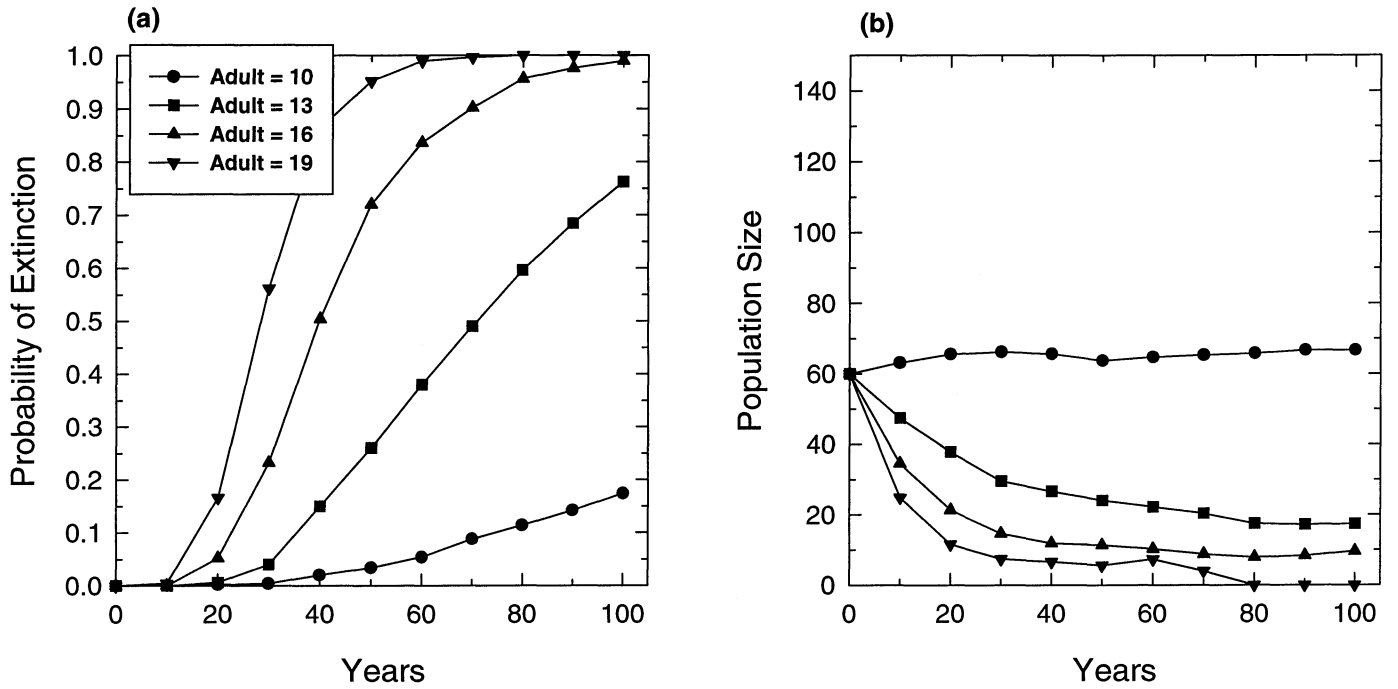 (a)
Probability of Extinction
1.0
0.9
0.8
0.7
0.6
0.5
0.4
0.3
0.2
0.1
0.0
Adult = 10
Adult = 13
Adult = 16
Adult = 19
0 20 40 60 80 100
Years
(b)
Population Size
140
120
100
80
60
40
20
0
0 20 40 60 80 100
Years